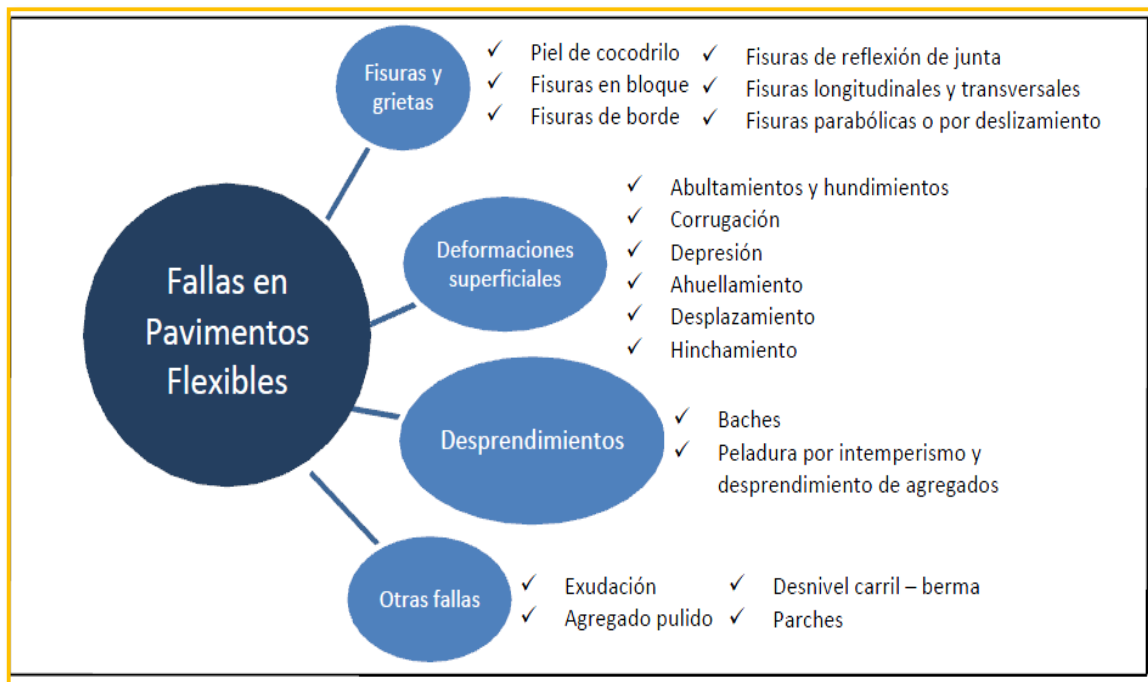 Fallas en
Pavimentos
Flexibles
Fisuras y
grietas
✓ Piel de cocodrilo
✓ Fisuras en bloque
✓ Fisuras de borde
✓ Fisuras de reflexión de junta
✓ Fisuras longitudinales y transversales
✓ Fisuras parabólicas o por deslizamiento
Deformaciones
superficiales
✓ Abultamientos y hundimientos
✓ Corrugación
✓ Depresión
✓ Ahuellamiento
✓ Desplazamiento
✓ Hinchamiento
Desprendimientos
✓ Baches
✓ Peladura por intemperismo y
desprendimiento de agregados
Otras fallas
✓ Exudación
✓ Agregado pulido
✓ Desnivel carril – berma
✓ Parches